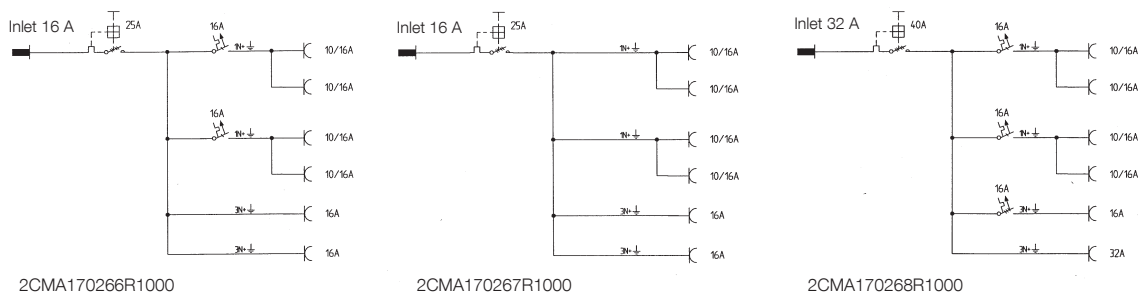 Inlet 16 A
25A
16A
1N+
10/16A
10/16A
16A
1N+
10/16A
10/16A
3N+
16A
3N+
16A
2CMA170266R1000
Inlet 16 A
25A
1N+
10/16A
10/16A
1N+
10/16A
10/16A
3N+
16A
3N+
16A
2CMA170267R1000
Inlet 32 A
40A
16A
1N+
10/16A
10/16A
16A
1N+
10/16A
10/16A
16A
3N+
16A
3N+
32A
2CMA170268R1000